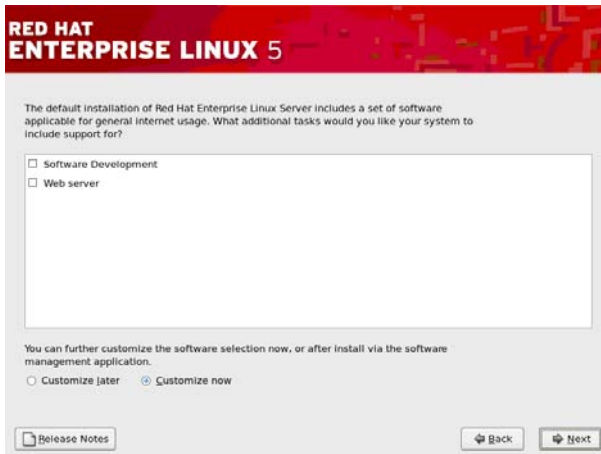 RED HAT
ENTERPRISE LINUX 5
The default installation of Red Hat Enterprise Linux Server includes a set of software
applicable for general internet usage. What additional tasks would you like your system to
include support for?
Software Development
Web server
You can further customize the software selection now, or after install via the software
management application.
Customize later Customize now
Release Notes Back Next